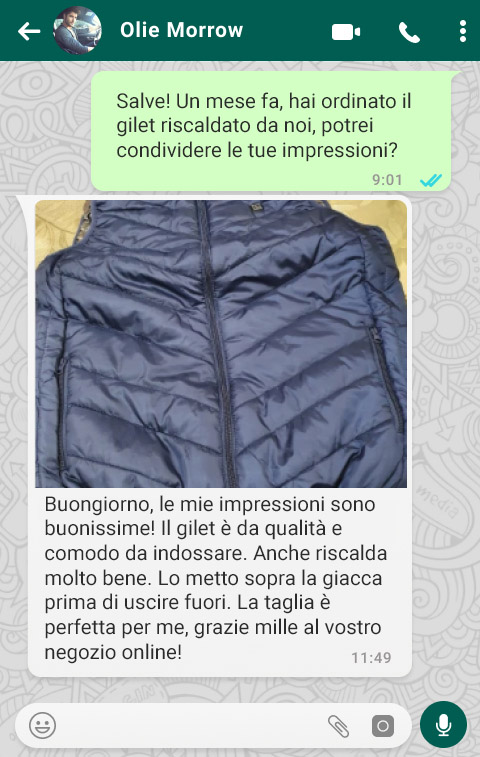 Olie Morrow
Salve! Un mese fa, hai ordinato il
gilet riscaldato da noi, potrei
condividere le tue impressioni?
9:01
Buongiorno, le mie impressioni sono
buonissime! Il gilet è da qualità e
comodo da indossare. Anche riscalda
molto bene. Lo metto sopra la giacca
prima di uscire fuori. La taglia è
perfetta per me, grazie mille al vostro
negozio online!
11:49